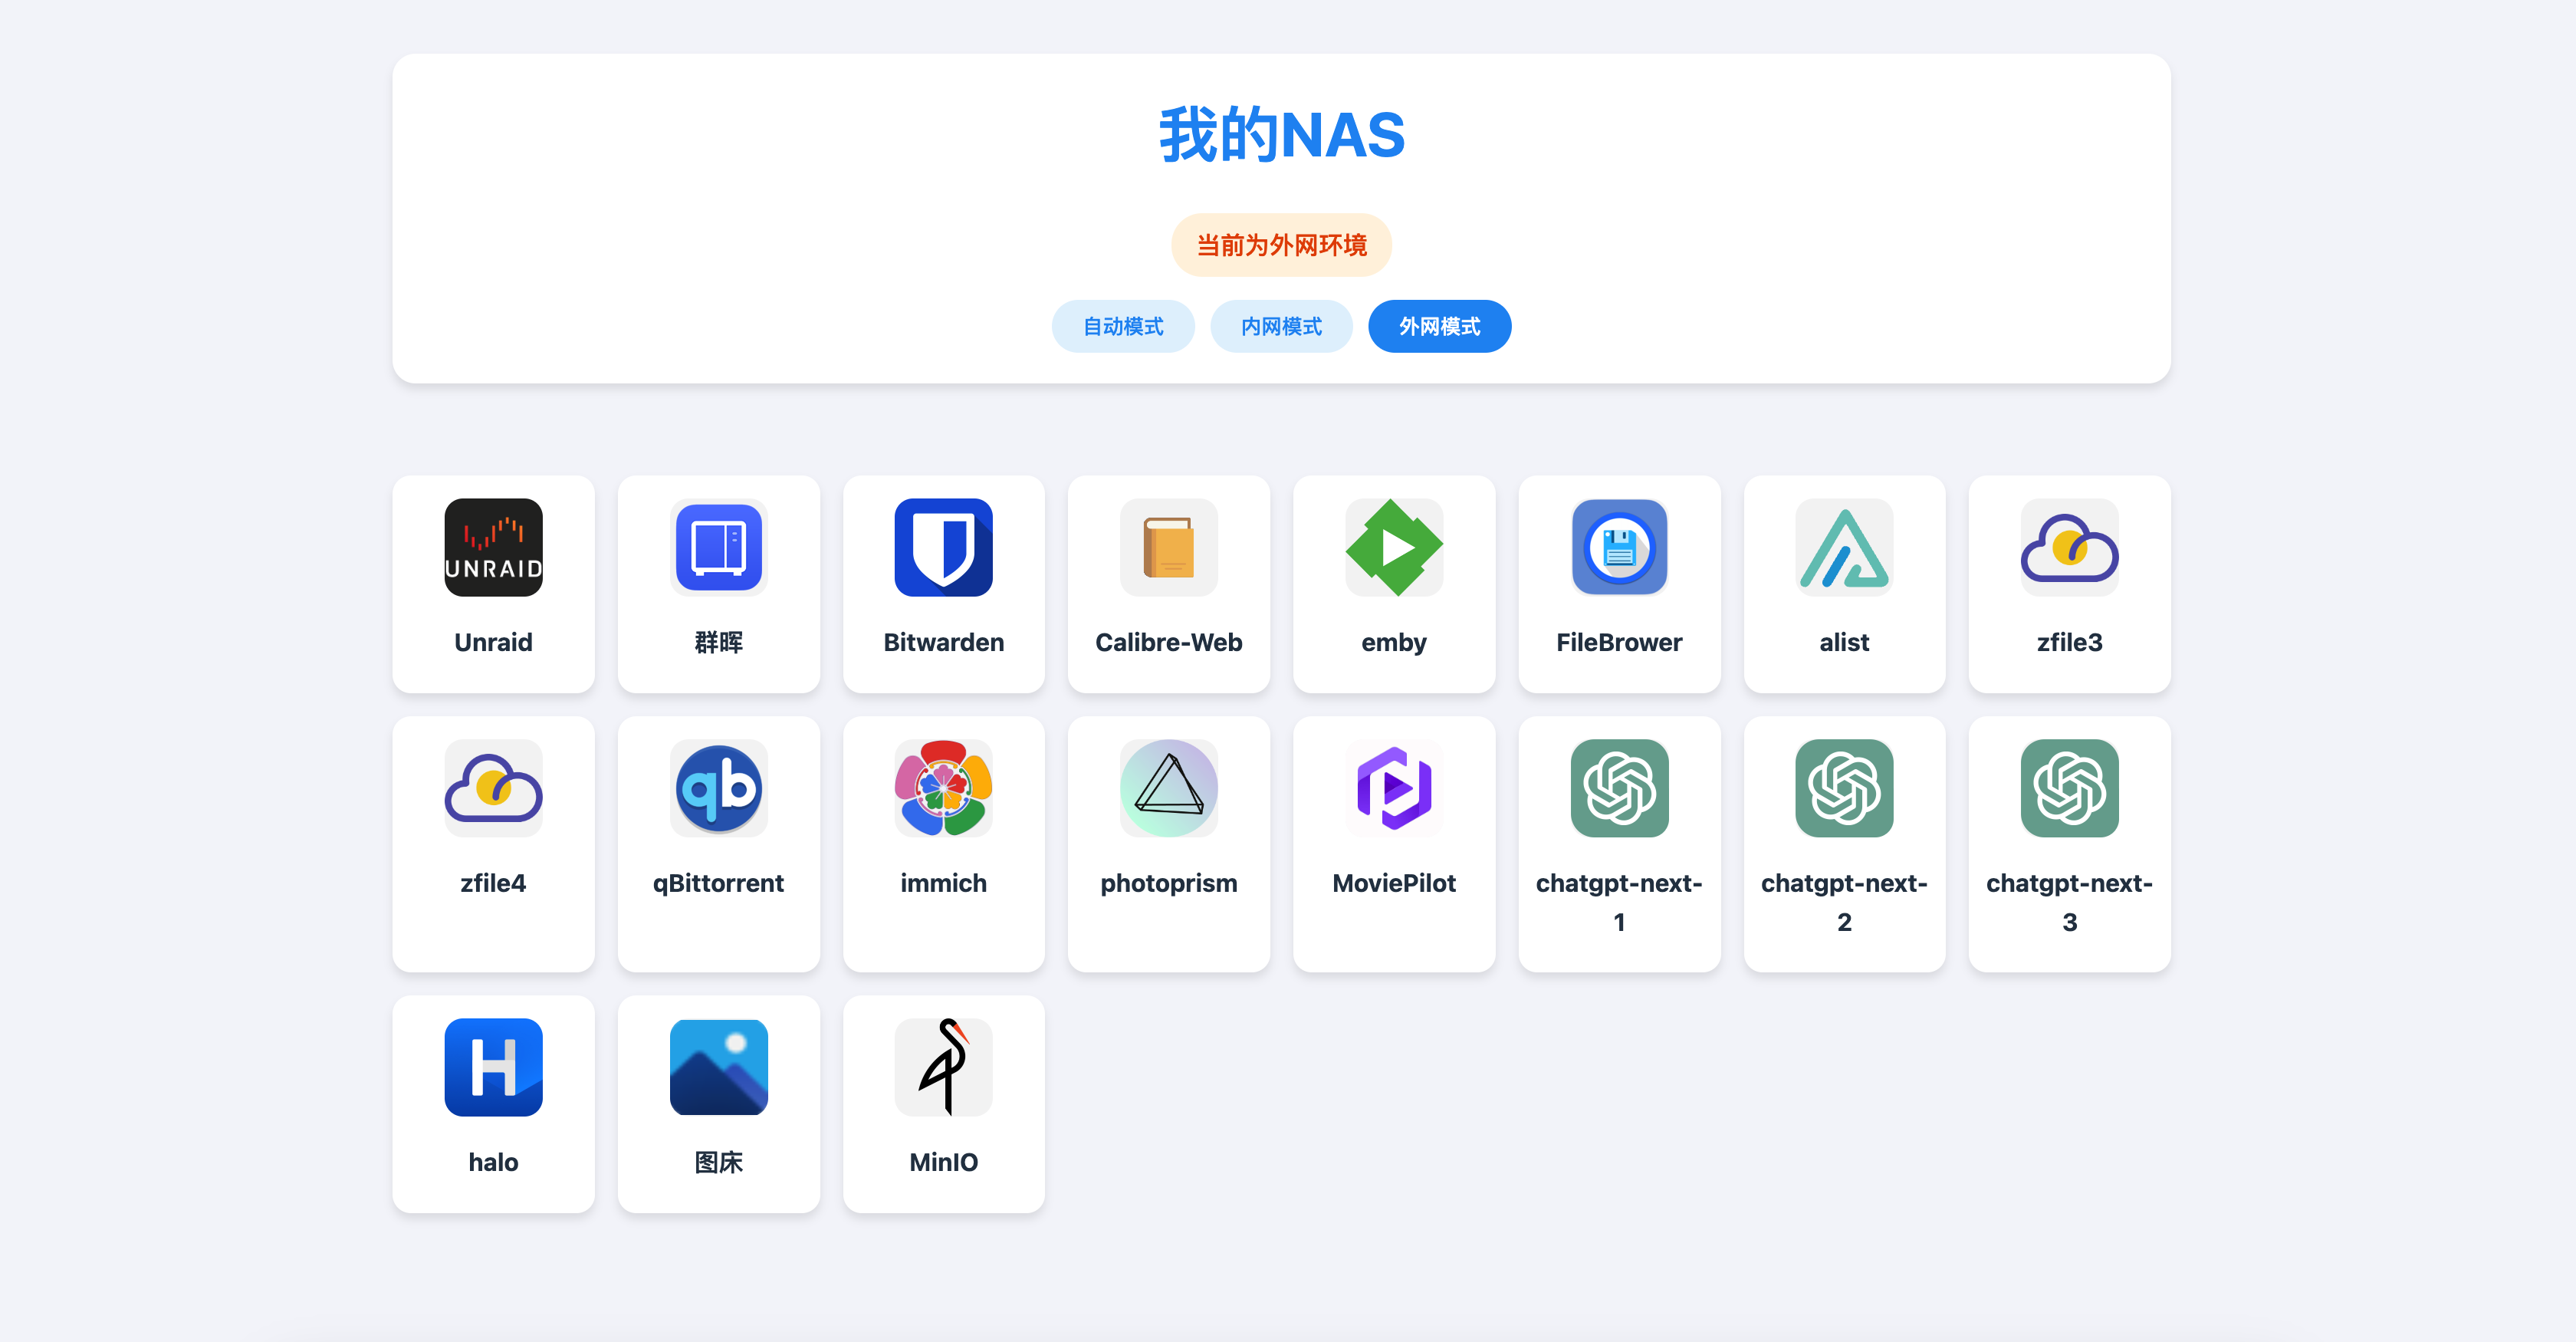 我的NAS
当前为外网环境
自动模式 内网模式 外网模式
UNRAID
Unraid 群晖 Bitwarden Calibre-Web emby FileBrower alist zfile3
qb
zfile4 qBittorrent immich photoprism MoviePilot chatgpt-next- chatgpt-next- chatgpt-next-
1 2 3
H
halo 图床 MinIO